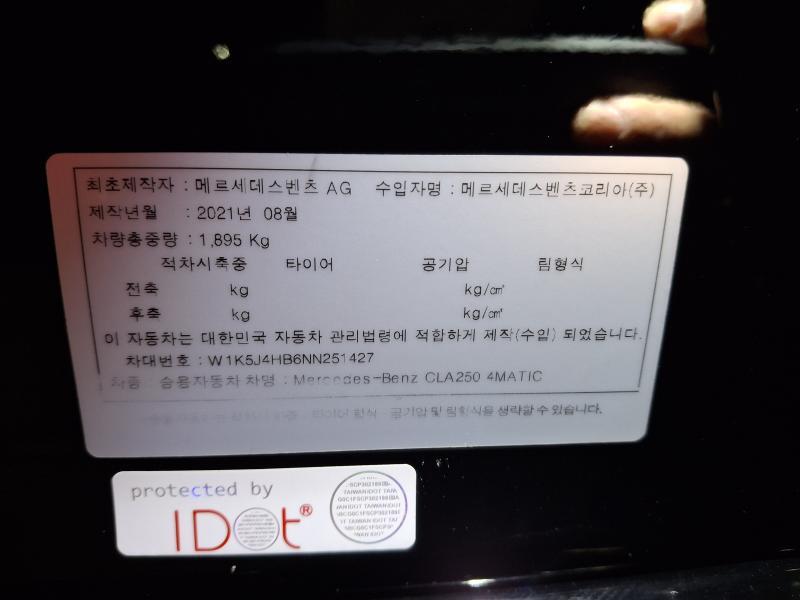 최초제작자 : 메르세데스벤츠 AG 수입자명 : 메르세데스벤츠코리아(주)
제작년월 : 2021년 08월
차량총중량 : 1,895 Kg
적차시축중 타이어 공기압 림형식
전축 kg kg/㎠
후축 kg kg/㎠
이 자동차는 대한민국 자동차 관리법령에 적합하게 제작(수입) 되었습니다.
차대번호 : W1K5J4HB6NN251427
차종 : 승용자동차 차명 : Mercedes-Benz CLA250 4MATIC
타이어 형식 · 공기압 및 림형식을 생략할 수 있습니다.
protected by
IDot®